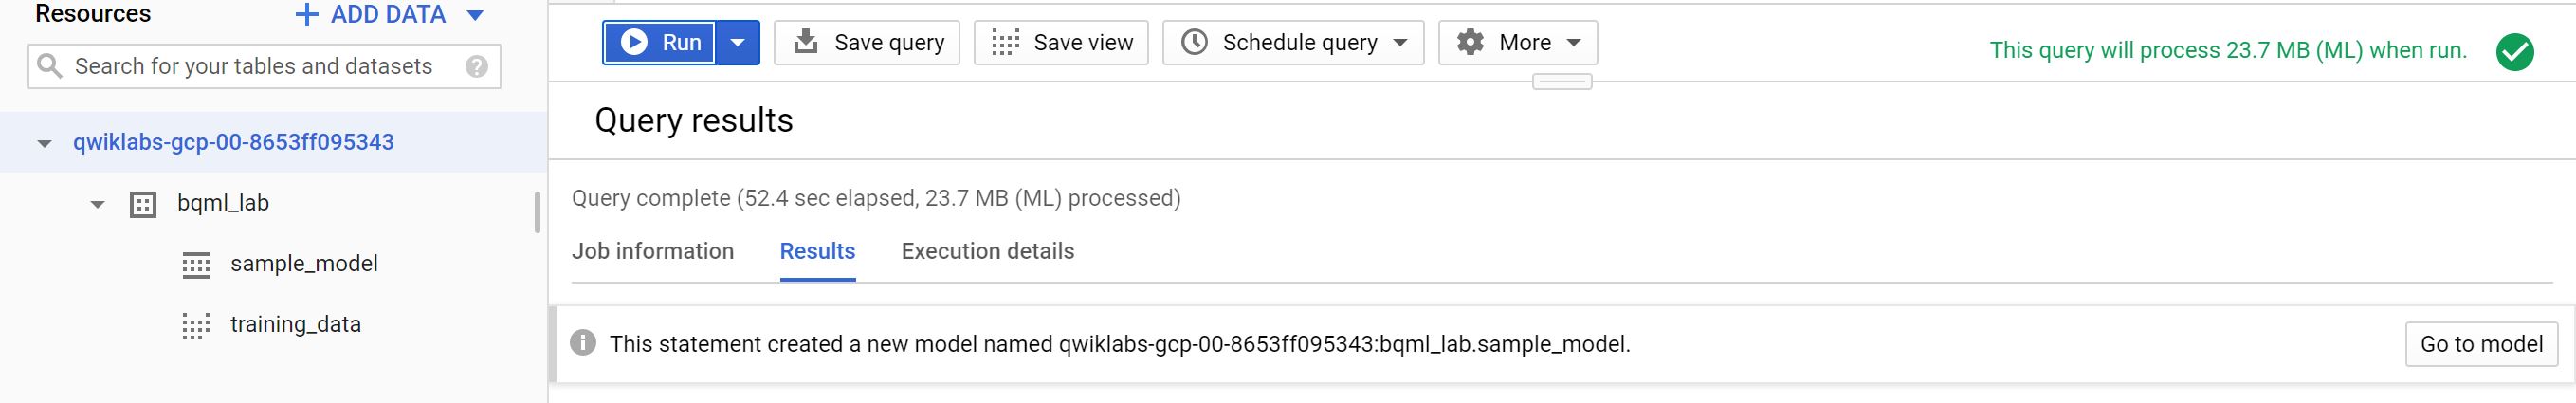 Resources
ADD DATA
Search for your tables and datasets
qwiklabs-gcp-00-8653ff095343
bqml_lab
sample_model
training_data
Run
Save query
Save view
Schedule query
More
This query will process 23.7 MB (ML) when run.
Query results
Query complete (52.4 sec elapsed, 23.7 MB (ML) processed)
Job information
Results
Execution details
This statement created a new model named qwiklabs-gcp-00-8653ff095343:bqml_lab.sample_model.
Go to model